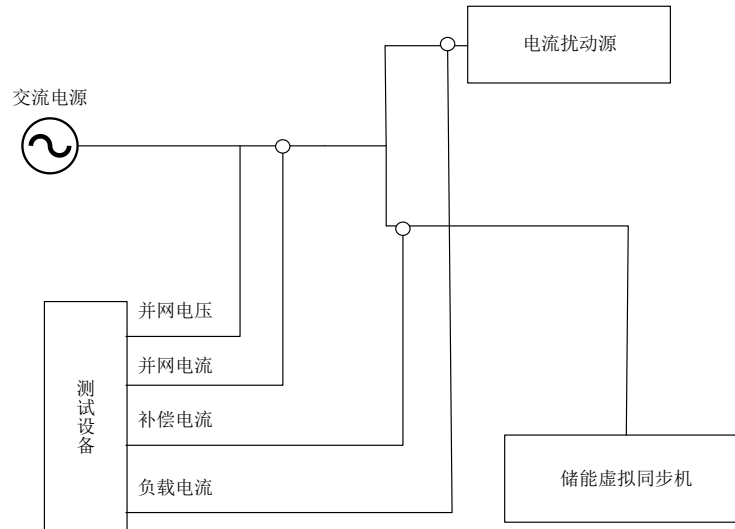 电流扰动源
交流电源
并网电压
并网电流
测试设备
补偿电流
负载电流
储能虚拟同步机